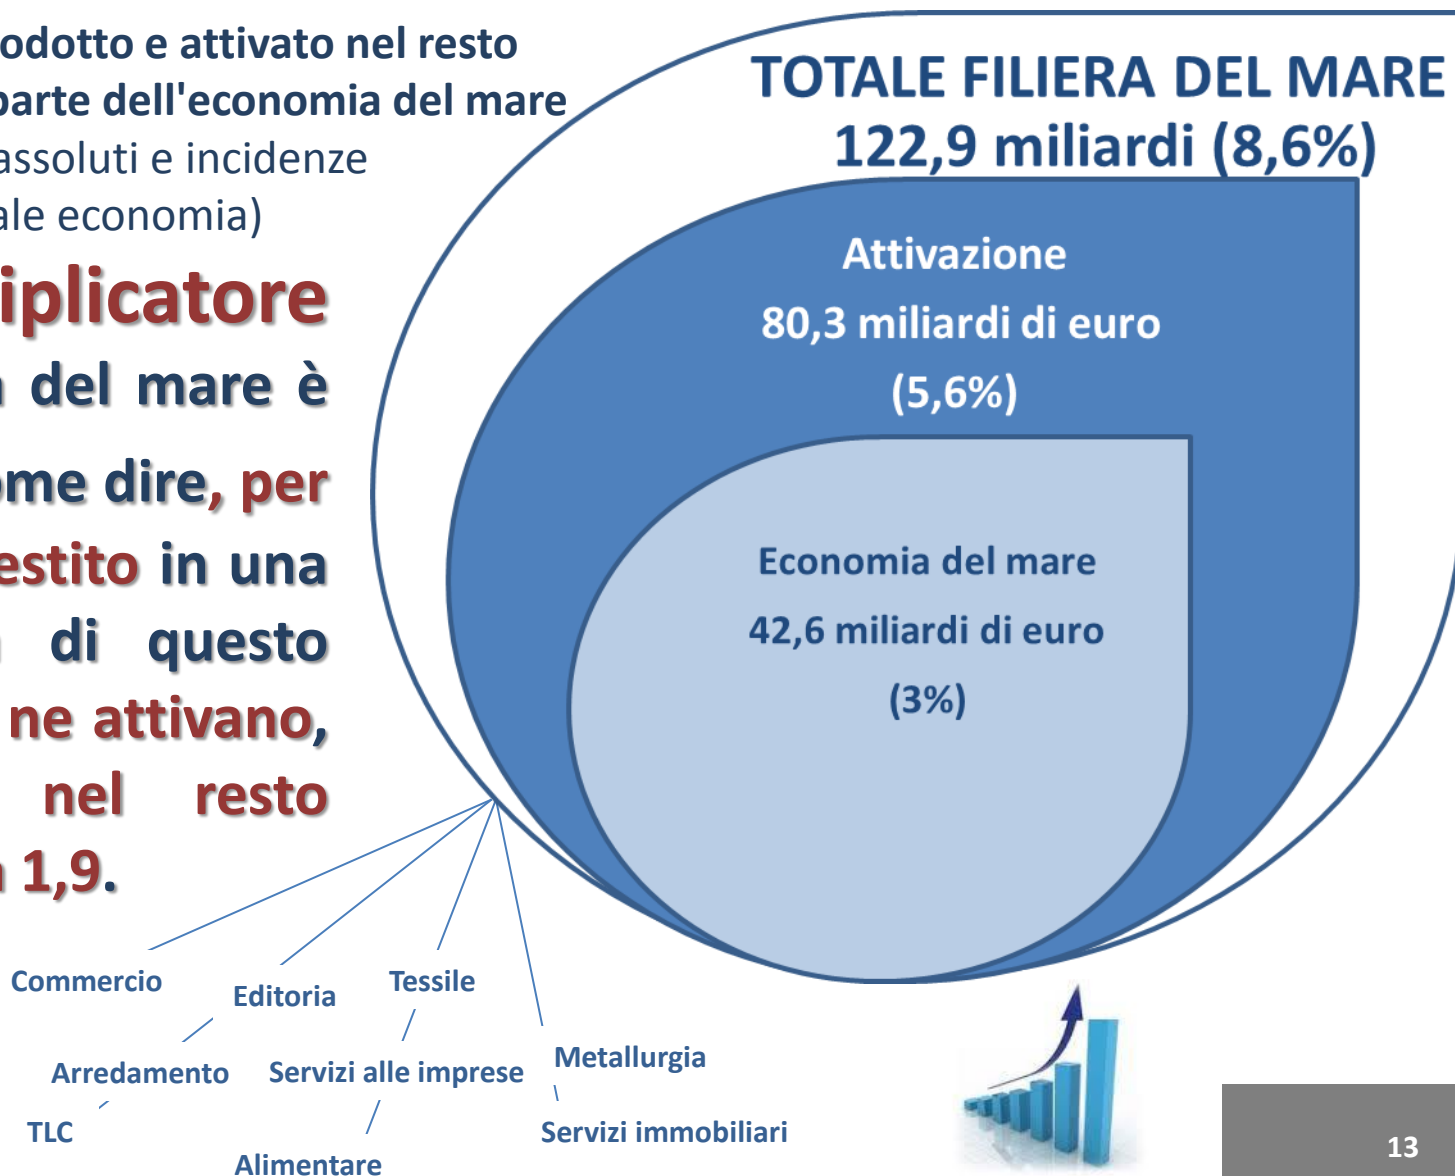 odotto e attivato nel resto
parte dell'economia del mare
assoluti e incidenze
ale economia)
iplicatore
del mare è
ome dire, per
estito in una
di questo
ne attivano,
nel resto
1,9.
TOTALE FILIERA DEL MARE
122,9 miliardi (8,6%)
Attivazione
80,3 miliardi di euro
(5,6%)
Economia del mare
42,6 miliardi di euro
(3%)
Commercio
Editoria
Tessile
Arredamento
Servizi alle imprese
Metallurgia
TLC
Alimentare
Servizi immobiliari
13